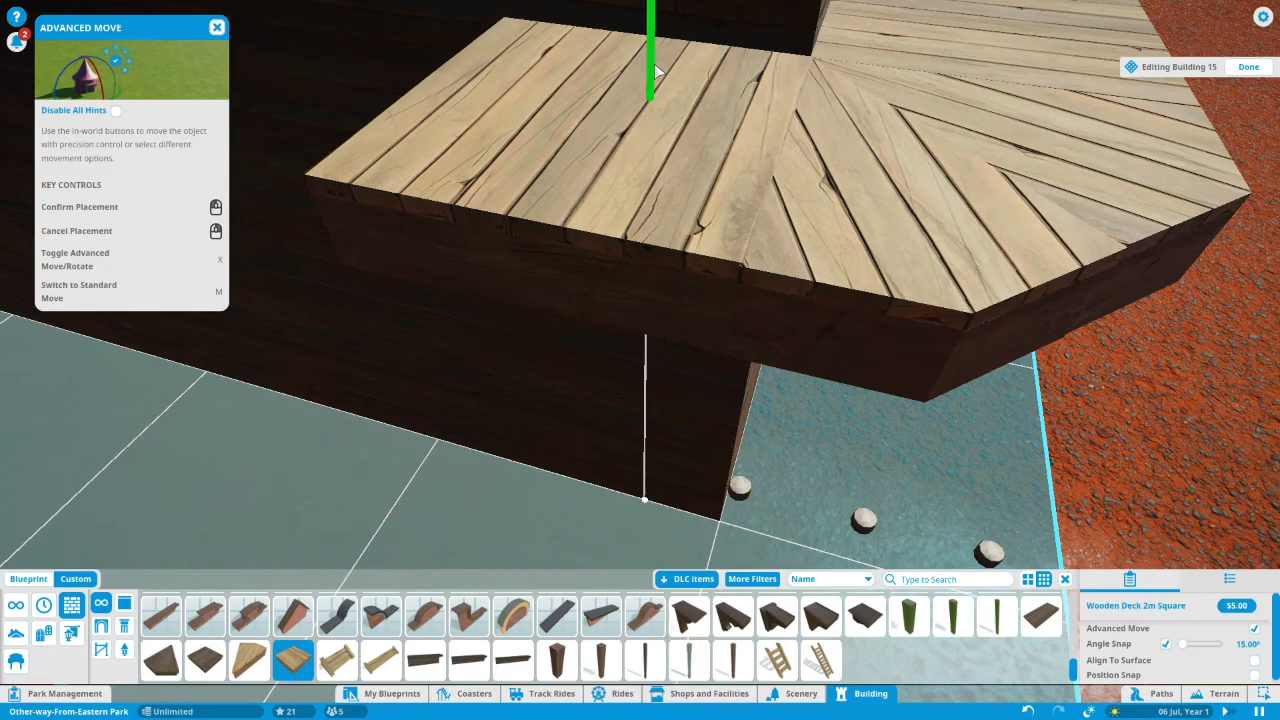 ?
2
ADVANCED MOVE
Disable All Hints
Use the in-world buttons to move the object
with precision control or select different
movement options.
KEY CONTROLS
Confirm Placement
Cancel Placement
Toggle Advanced
Move/Rotate
X
Switch to Standard
Move
M
Editing Building 15
Done
Blueprint
Custom
DLC items
More Filters
Name
Type to Search
Wooden Deck 2m Square
$5.00
Advanced Move
Angle Snap
15.00°
Align To Surface
Position Snap
Park Management
My Blueprints
Coasters
Track Rides
Rides
Shops and Facilities
Scenery
Building
Paths
Terrain
Other-way-From-Eastern Park
Unlimited
21
5
06 Jul, Year 1